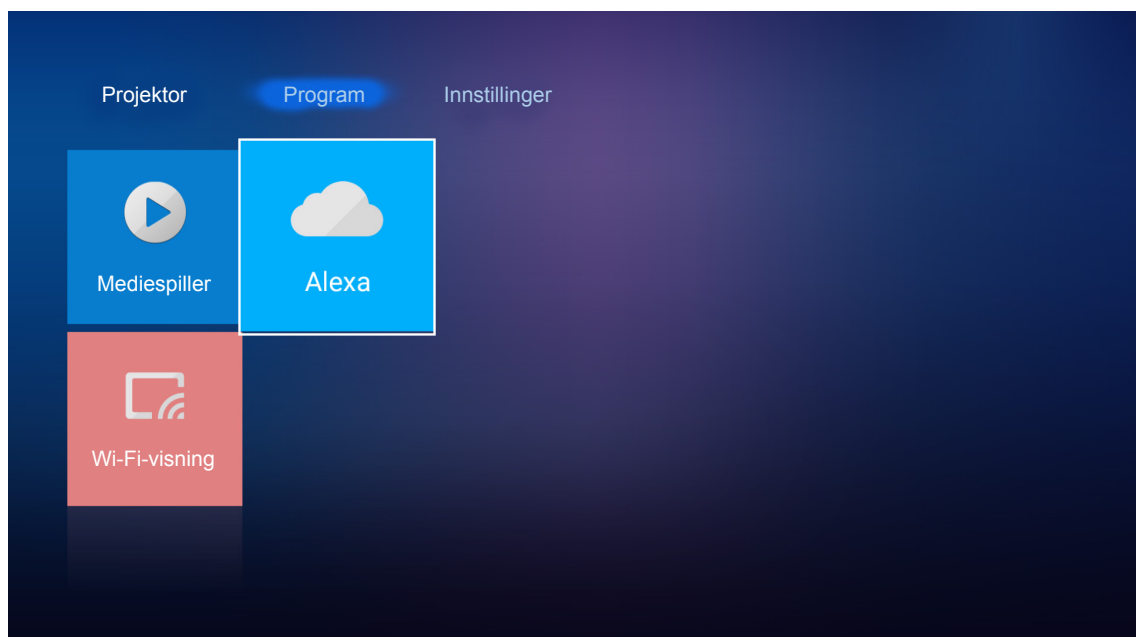 Projektor
Program
Innstillinger
Mediespiller
Alexa
Wi-Fi-visning